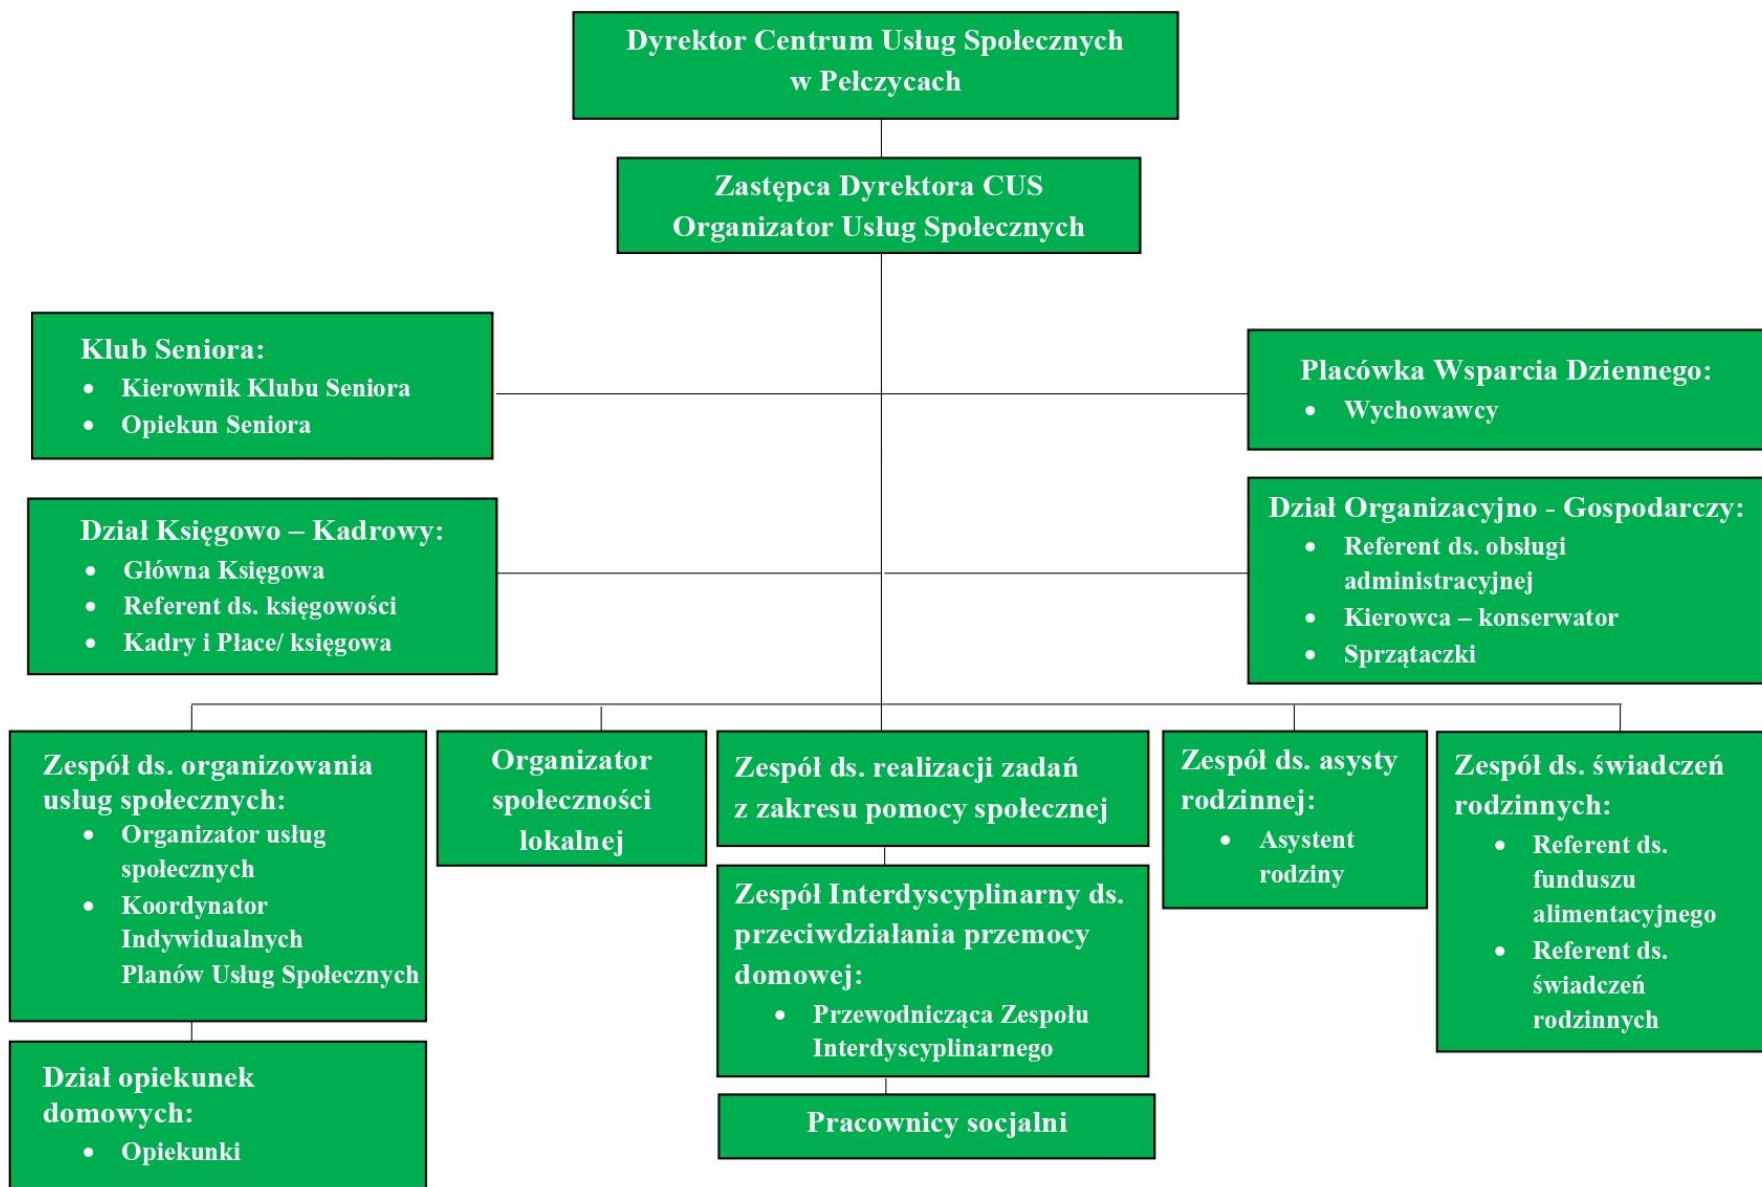 Dyrektor Centrum Usług Społecznych
w Pełczycach
Zastępca Dyrektora CUS
Organizator Usług Społecznych
Klub Seniora:
• Kierownik Klubu Seniora
• Opiekun Seniora
Placówka Wsparcia Dziennego:
• Wychowawcy
Dział Księgowo – Kadrowy:
• Główna Księgowa
• Referent ds. księgowości
• Kadry i Płace/ księgowa
Dział Organizacyjno - Gospodarczy:
• Referent ds. obsługi
administracyjnej
• Kierowca – konserwator
• Sprzątaczki
Zespół ds. organizowania
usług społecznych:
• Organizator usług
społecznych
• Koordynator
Indywidualnych
Planów Usług Społecznych
Dział opiekunek
domowych:
• Opiekunki
Organizator
społeczności
lokalnej
Zespół ds. realizacji zadań
z zakresu pomocy społecznej
Zespół Interdyscyplinarny ds.
przeciwdziałania przemocy
domowej:
• Przewodnicząca Zespołu
Interdyscyplinarnego
Pracownicy socjalni
Zespół ds. asysty
rodzinnej:
• Asystent
rodziny
Zespół ds. świadczeń
rodzinnych:
• Referent ds.
funduszu
alimentacyjnego
• Referent ds.
świadczeń
rodzinnych